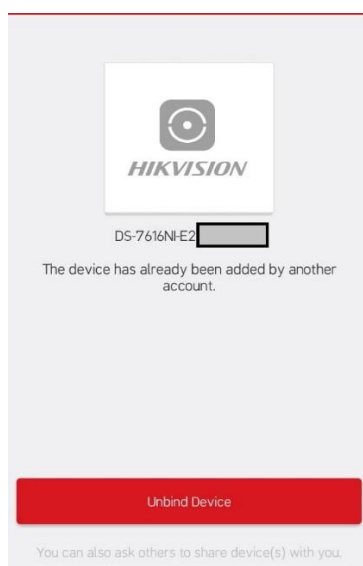 HIKVISION
DS-7616NI-E2
The device has already been added by another
account.
Unbind Device
You can also ask others to share device(s) with you.